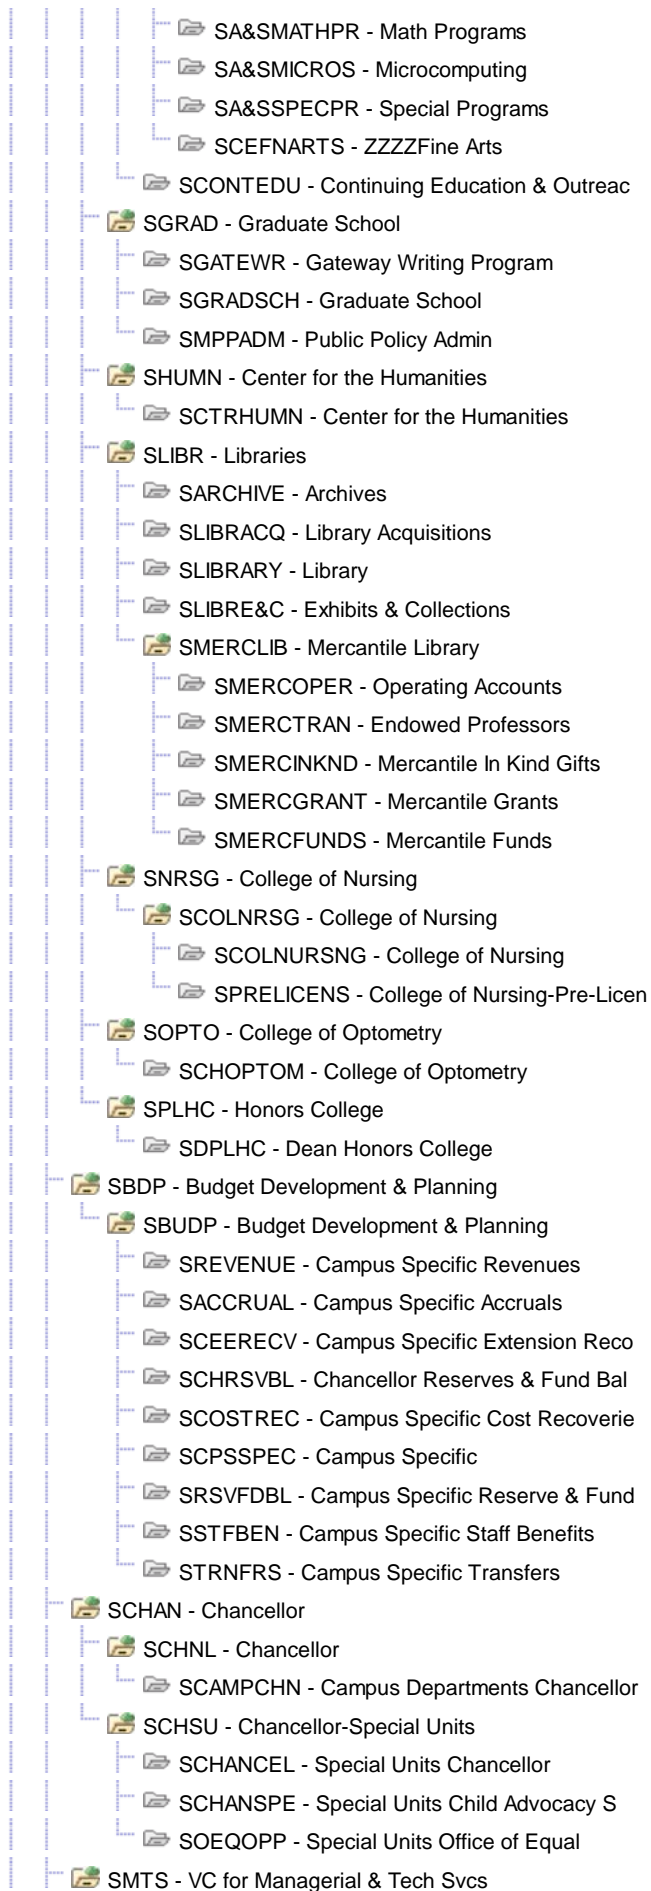 SA&SMATHPR - Math Programs
SA&SMICROS - Microcomputing
SA&SSPECPR - Special Programs
SCEFNARTS - ZZZZFine Arts
SCONTEDU - Continuing Education & Outreac
SGRAD - Graduate School
SGATEWR - Gateway Writing Program
SGRADSCH - Graduate School
SMPPADM - Public Policy Admin
SHUMN - Center for the Humanities
SCTRHUMN - Center for the Humanities
SLIBR - Libraries
SARCHIVE - Archives
SLIBRACQ - Library Acquisitions
SLIBRARY - Library
SLIBRE&C - Exhibits & Collections
SMERCLIB - Mercantile Library
SMERCOPER - Operating Accounts
SMERCTRAN - Endowed Professors
SMERCINKND - Mercantile In Kind Gifts
SMERCGRANT - Mercantile Grants
SMERCFUNDS - Mercantile Funds
SNRSG - College of Nursing
SCOLNRSG - College of Nursing
SCOLNURSNG - College of Nursing
SPRELICENS - College of Nursing-Pre-Licen
SOPTO - College of Optometry
SCHOPTOM - College of Optometry
SPLHC - Honors College
SDPLHC - Dean Honors College
SBDP - Budget Development & Planning
SBUDP - Budget Development & Planning
SREVENUE - Campus Specific Revenues
SACCRUAL - Campus Specific Accruals
SCEERECV - Campus Specific Extension Reco
SCHRSVBL - Chancellor Reserves & Fund Bal
SCOSTREC - Campus Specific Cost Recoverie
SCPSSPEC - Campus Specific
SRSVFDBL - Campus Specific Reserve & Fund
SSTFBEN - Campus Specific Staff Benefits
STRNFRS - Campus Specific Transfers
SCHAN - Chancellor
SCHNL - Chancellor
SCAMPCHN - Campus Departments Chancellor
SCHSU - Chancellor-Special Units
SCHANCEL - Special Units Chancellor
SCHANSPE - Special Units Child Advocacy S
SOEQOPP - Special Units Office of Equal
SMTS - VC for Managerial & Tech Svcs